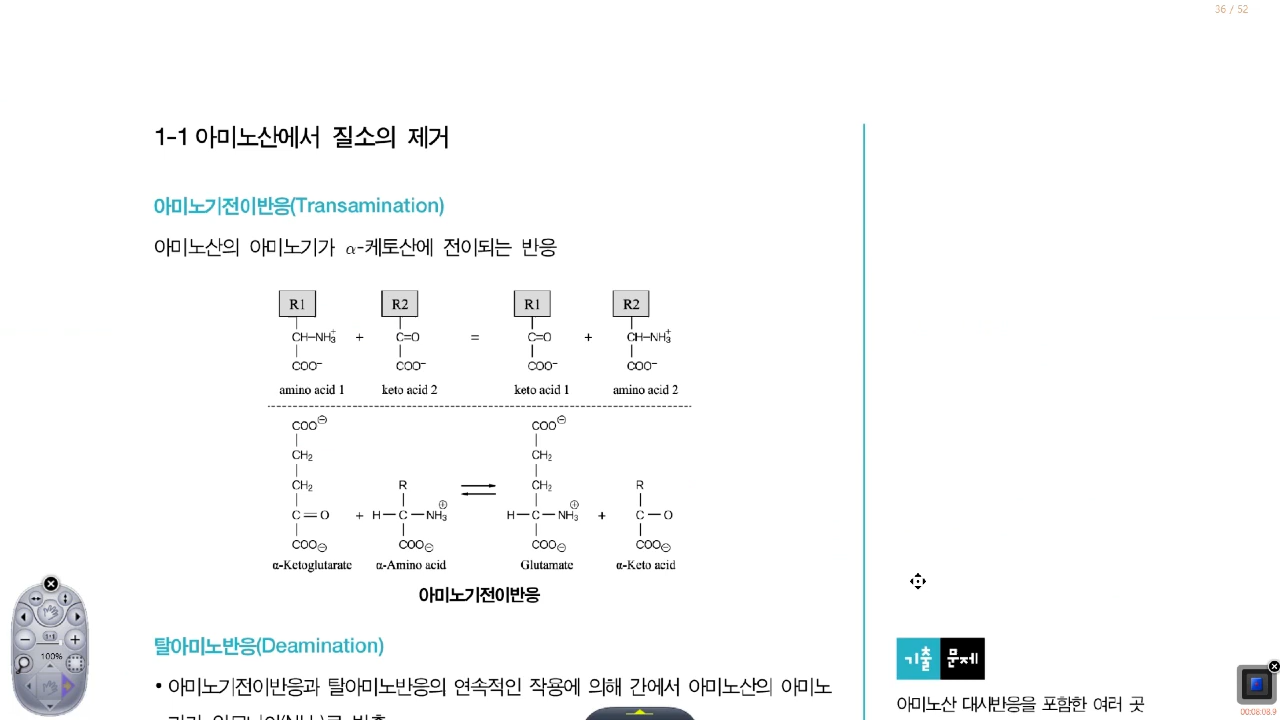 36 / 52
1-1 아미노산에서 질소의 제거
아미노기전이반응(Transamination)
아미노산의 아미노기가 α-케토산에 전이되는 반응
R1 R2 R1 R2
CH—NH₃⁺ + C=O = C=O + CH—NH₃⁺
COO⁻ COO⁻ COO⁻ COO⁻
amino acid 1 keto acid 2 keto acid 1 amino acid 2
COO⊖ COO⊖
CH₂ CH₂
CH₂ R CH₂ R
C=O + H—C—NH₃⊕ H—C—NH₃⊕ + C—O
COO⊖ COO⊖ COO⊖ COO⊖
α-Ketoglutarate α-Amino acid Glutamate α-Keto acid
아미노기전이반응
탈아미노반응(Deamination)
• 아미노기전이반응과 탈아미노반응의 연속적인 작용에 의해 간에서 아미노산의 아미노
기출 문제
아미노산 대사반응을 포함한 여러 곳
1:1
100%
00:08:08.9